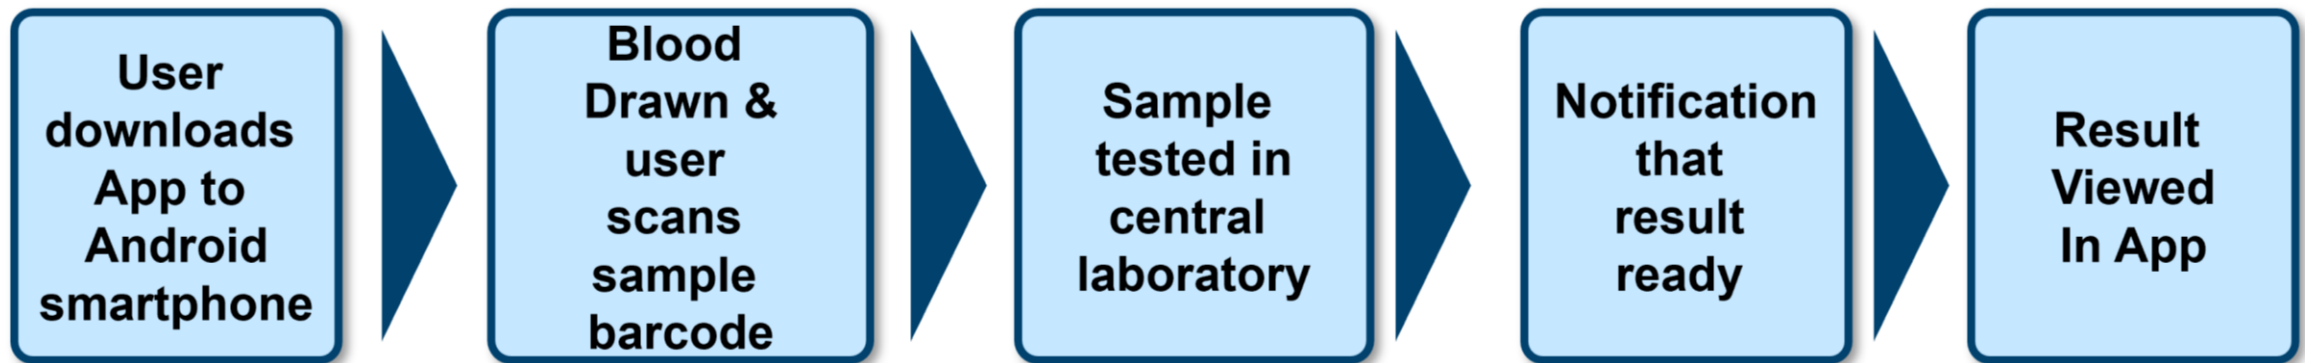 User
downloads
App to
Android
smartphone
Blood
Drawn &
user
scans
sample
barcode
Sample
tested in
central
laboratory
Notification
that
result
ready
Result
Viewed
In App